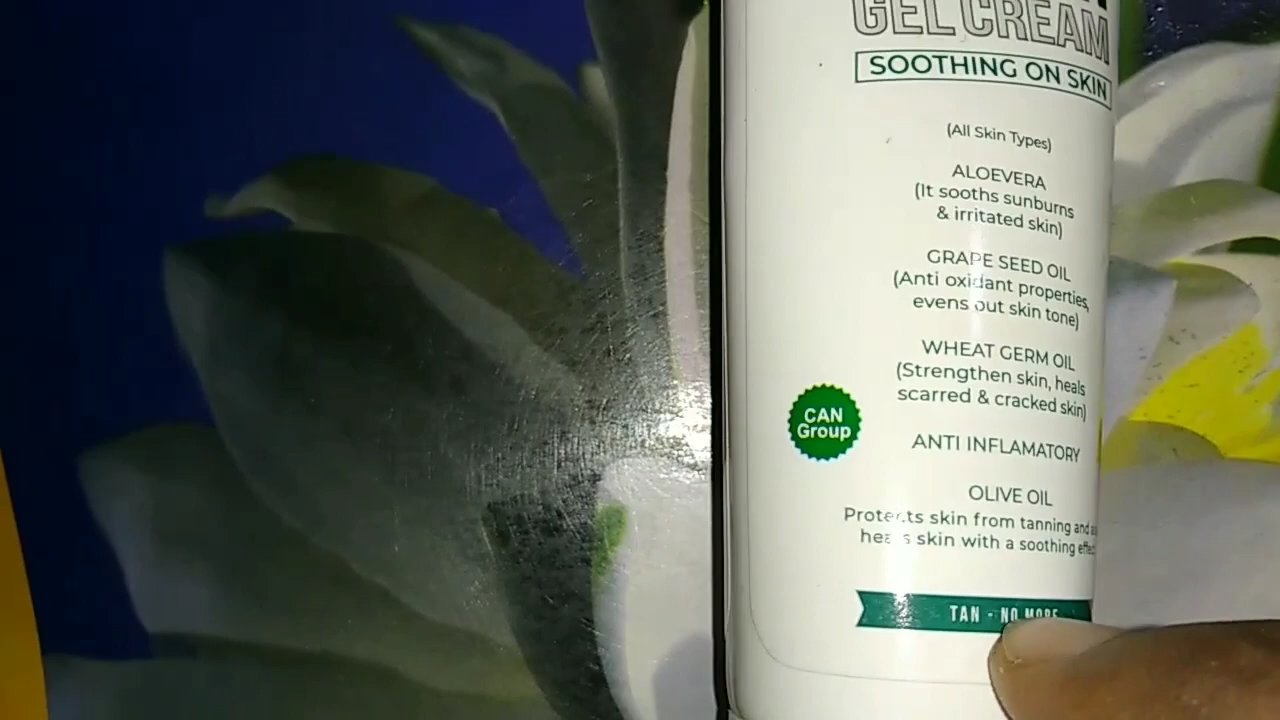 GEL CREAM
SOOTHING ON SKIN
(All Skin Types)
ALOEVERA
(It sooths sunburns
& irritated skin)
GRAPE SEED OIL
(Anti oxidant properties,
evens out skin tone)
WHEAT GERM OIL
(Strengthen skin, heals
scarred & cracked skin)
CAN
Group
ANTI INFLAMATORY
OLIVE OIL
Protects skin from tanning and
heals skin with a soothing
TAN - NO MORE